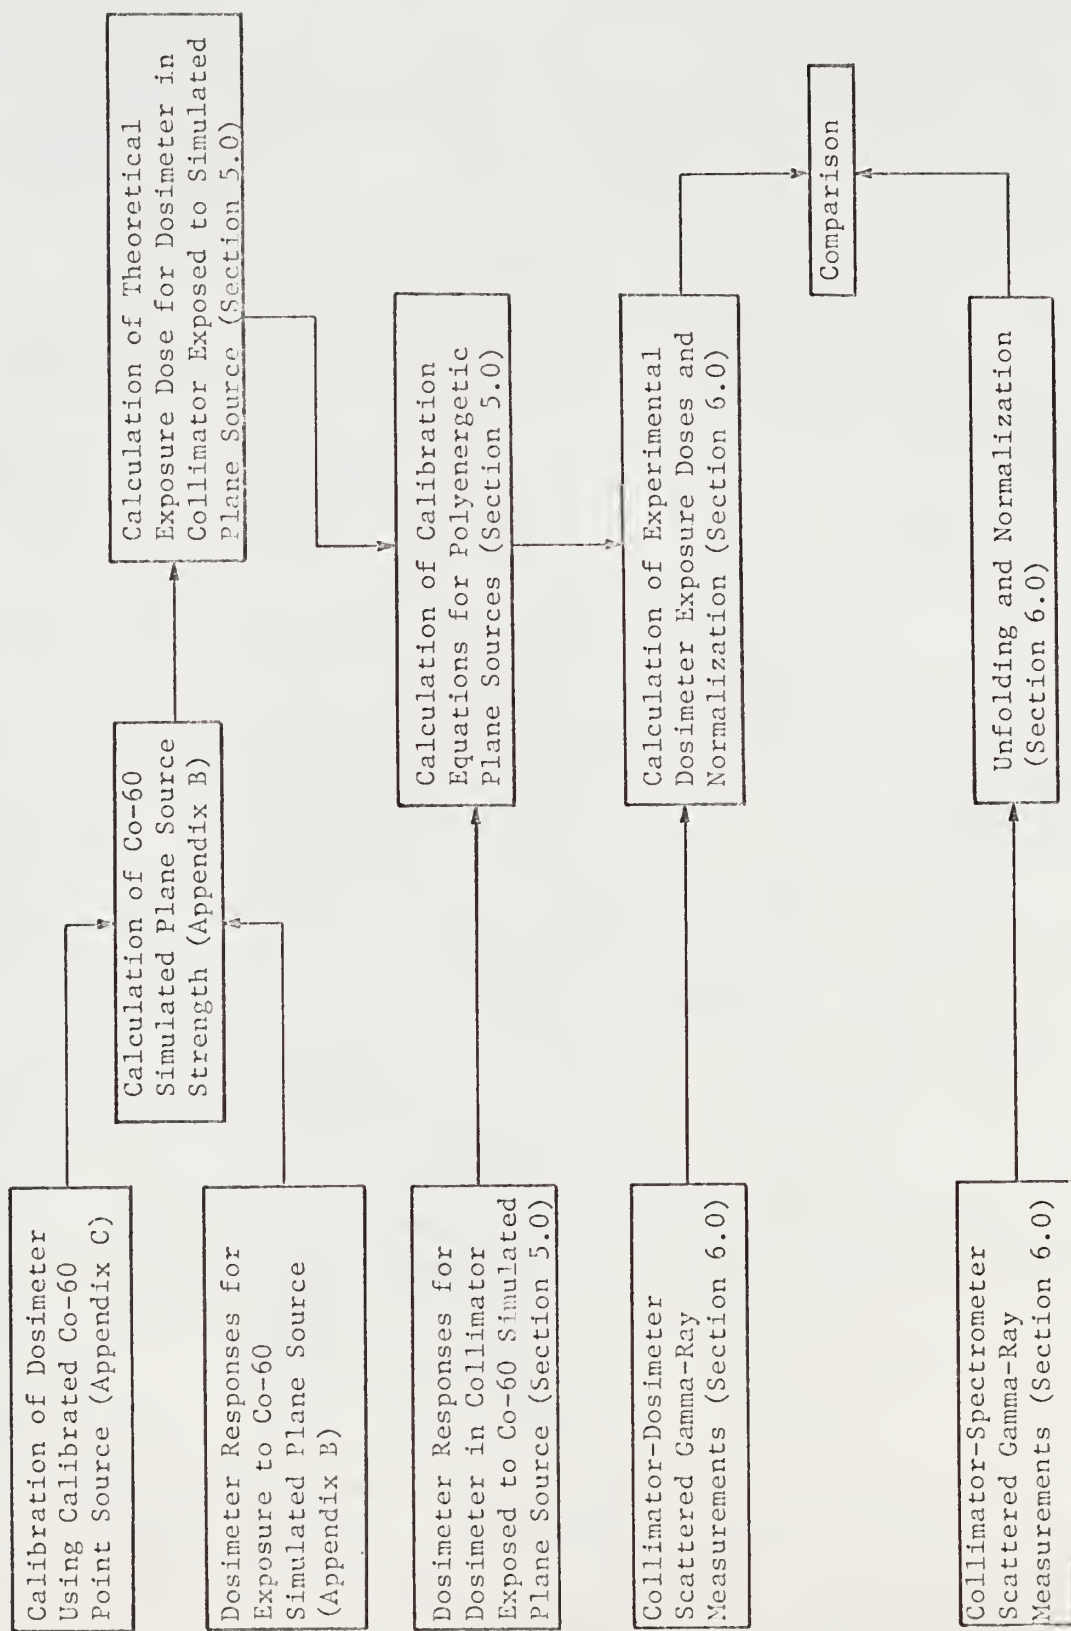 Calibration of Dosimeter
Using Calibrated Co-60
Point Source (Appendix C)
Dosimeter Responses for
Exposure to Co-60
Simulated Plane Source
(Appendix B)
Calculation of Co-60
Simulated Plane Source
Strength (Appendix B)
Calculation of Theoretical
Exposure Dose for Dosimeter in
Collimator Exposed to Simulated
Plane Source (Section 5.0)
Dosimeter Responses for
Dosimeter in Collimator
Exposed to Co-60 Simulated
Plane Source (Section 5.0)
Calculation of Calibration
Equations for Polyenergetic
Plane Sources (Section 5.0)
Collimator-Dosimeter
Scattered Gamma-Ray
Measurements (Section 6.0)
Calculation of Experimental
Dosimeter Exposure Doses and
Normalization (Section 6.0)
Comparison
Collimator-Spectrometer
Scattered Gamma-Ray
Measurements (Section 6.0)
Unfolding and Normalization
(Section 6.0)